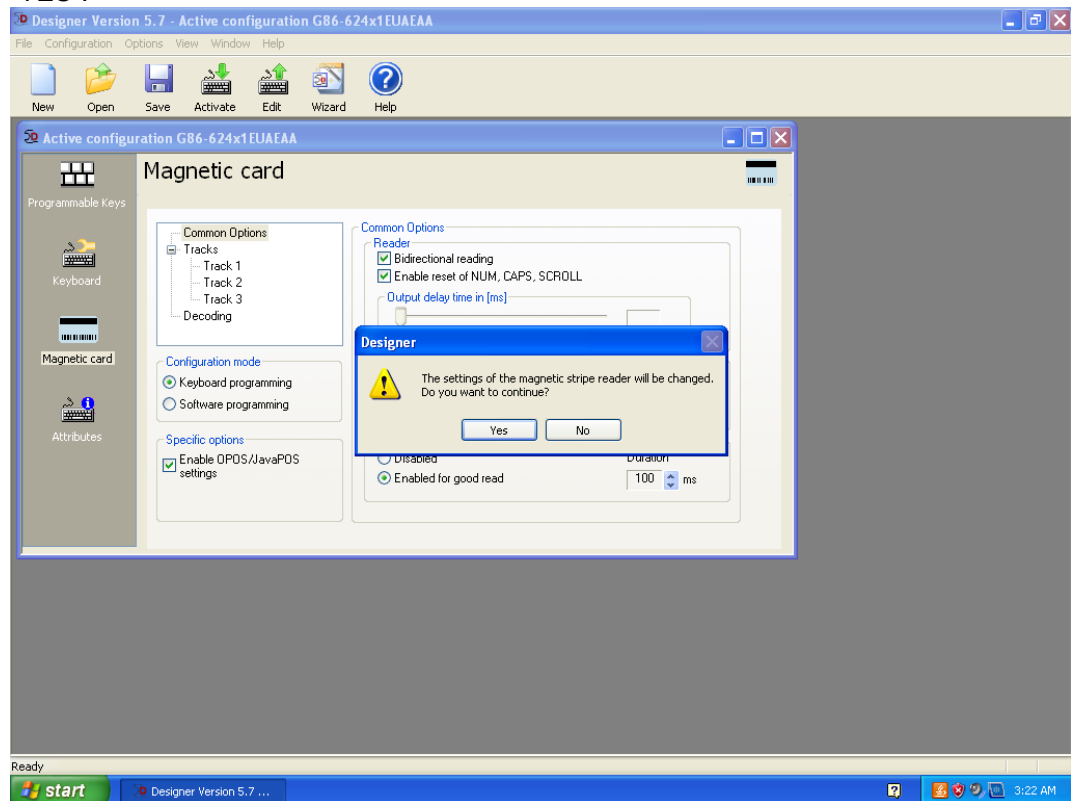 Designer Version 5.7 - Active configuration G86-624x1EUAEAA
File Configuration Options View Window Help
New Open Save Activate Edit Wizard Help
Active configuration G86-624x1EUAEAA
Programmable Keys
Keyboard
Magnetic card
Attributes
Magnetic card
Common Options
Tracks
Track 1
Track 2
Track 3
Decoding
Configuration mode
Keyboard programming
Software programming
Specific options
Enable OPOS/JavaPOS
settings
Common Options
Reader
Bidirectional reading
Enable reset of NUM, CAPS, SCROLL
Output delay time in [ms]
Designer
The settings of the magnetic stripe reader will be changed.
Do you want to continue?
Yes No
Disabled Duration
Enabled for good read 100 ms
Ready
start Designer Version 5.7 ... 3:22 AM